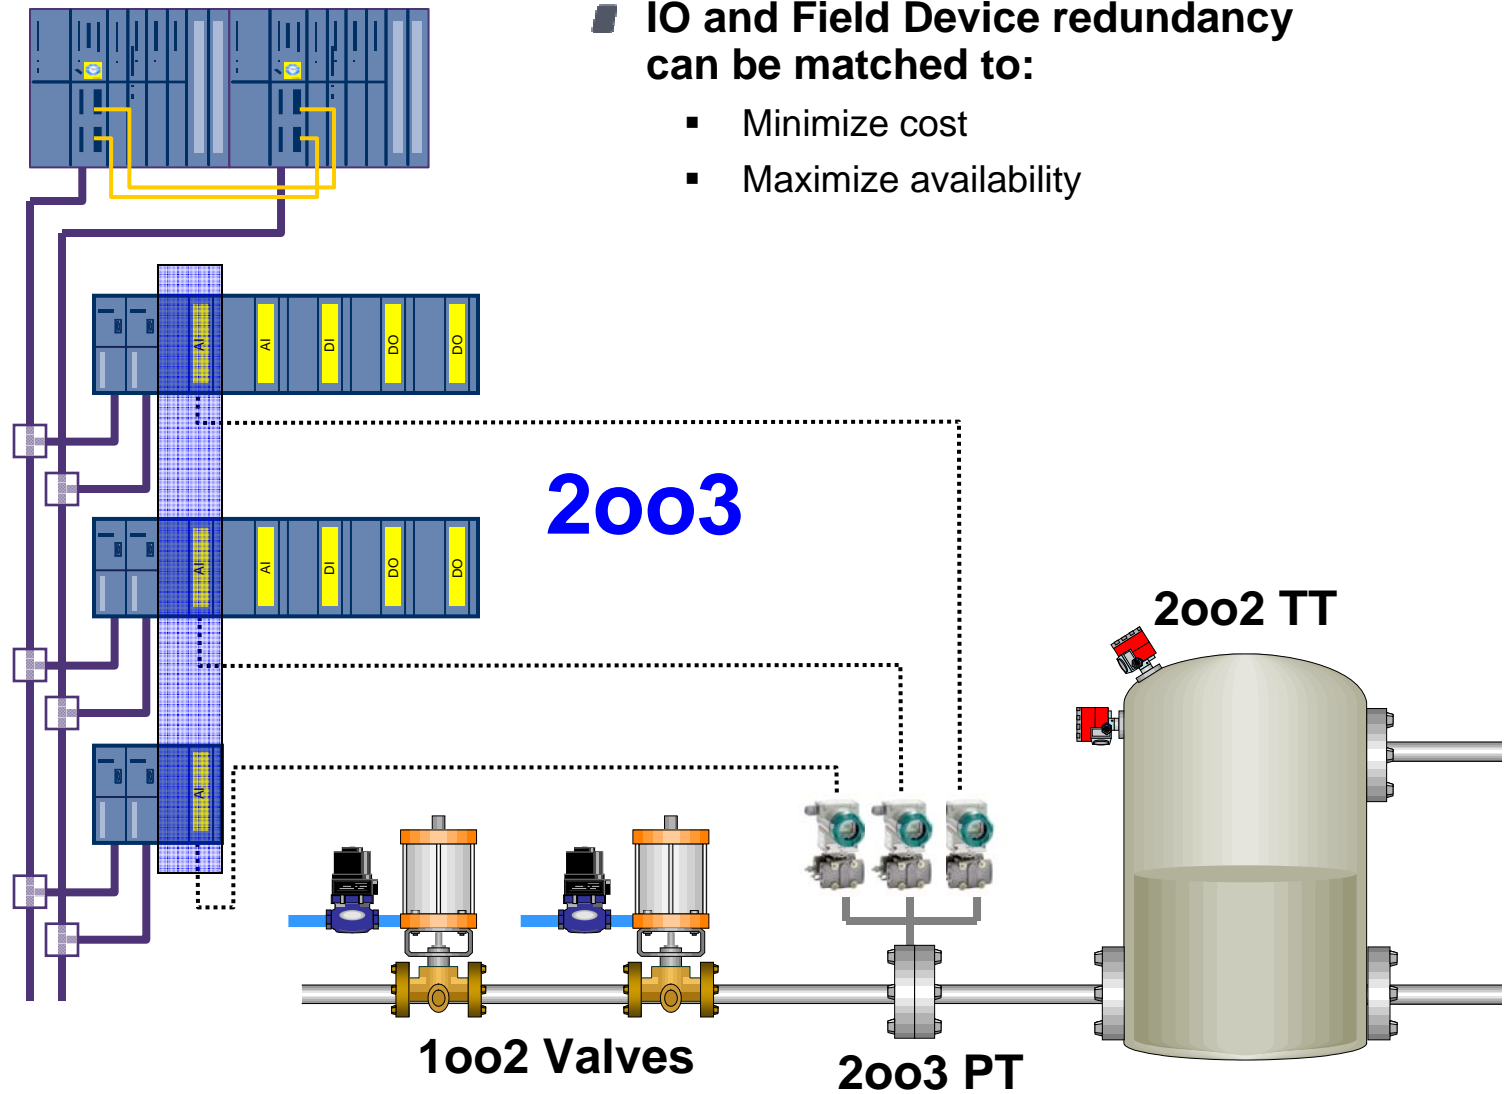 IO and Field Device redundancy
can be matched to:
Minimize cost
Maximize availability
AI
AI
DI
DO
DO
2oo3
AI
AI
DI
DO
DO
2oo2 TT
AI
1oo2 Valves
2oo3 PT